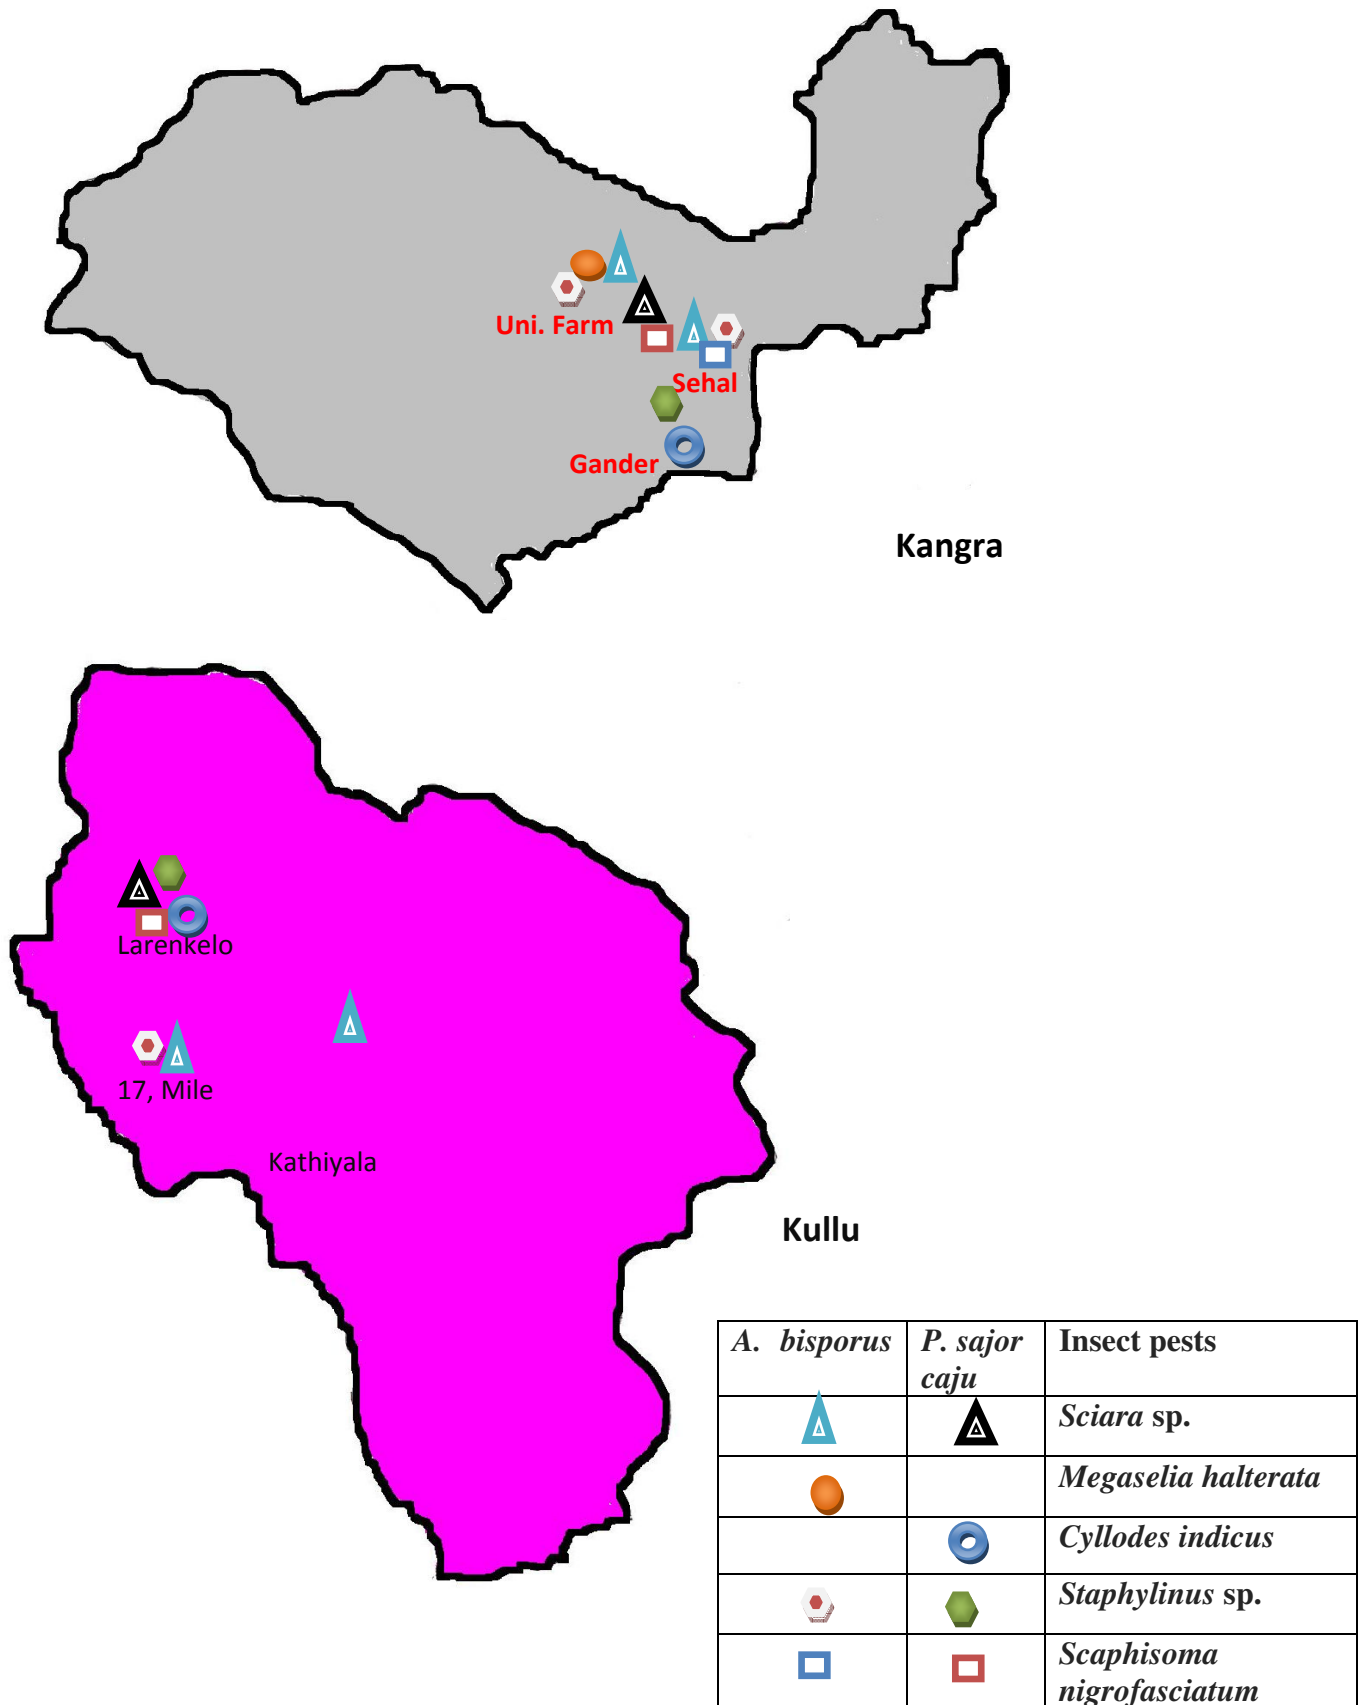 Uni. Farm
Sehal
Gander
Kangra
Larenkelo
17, Mile
Kathiyala
Kullu
A. bisporus
P. sajor
caju
Insect pests
Sciara sp.
Megaselia halterata
Cyllodes indicus
Staphylinus sp.
Scaphisoma
nigrofasciatum